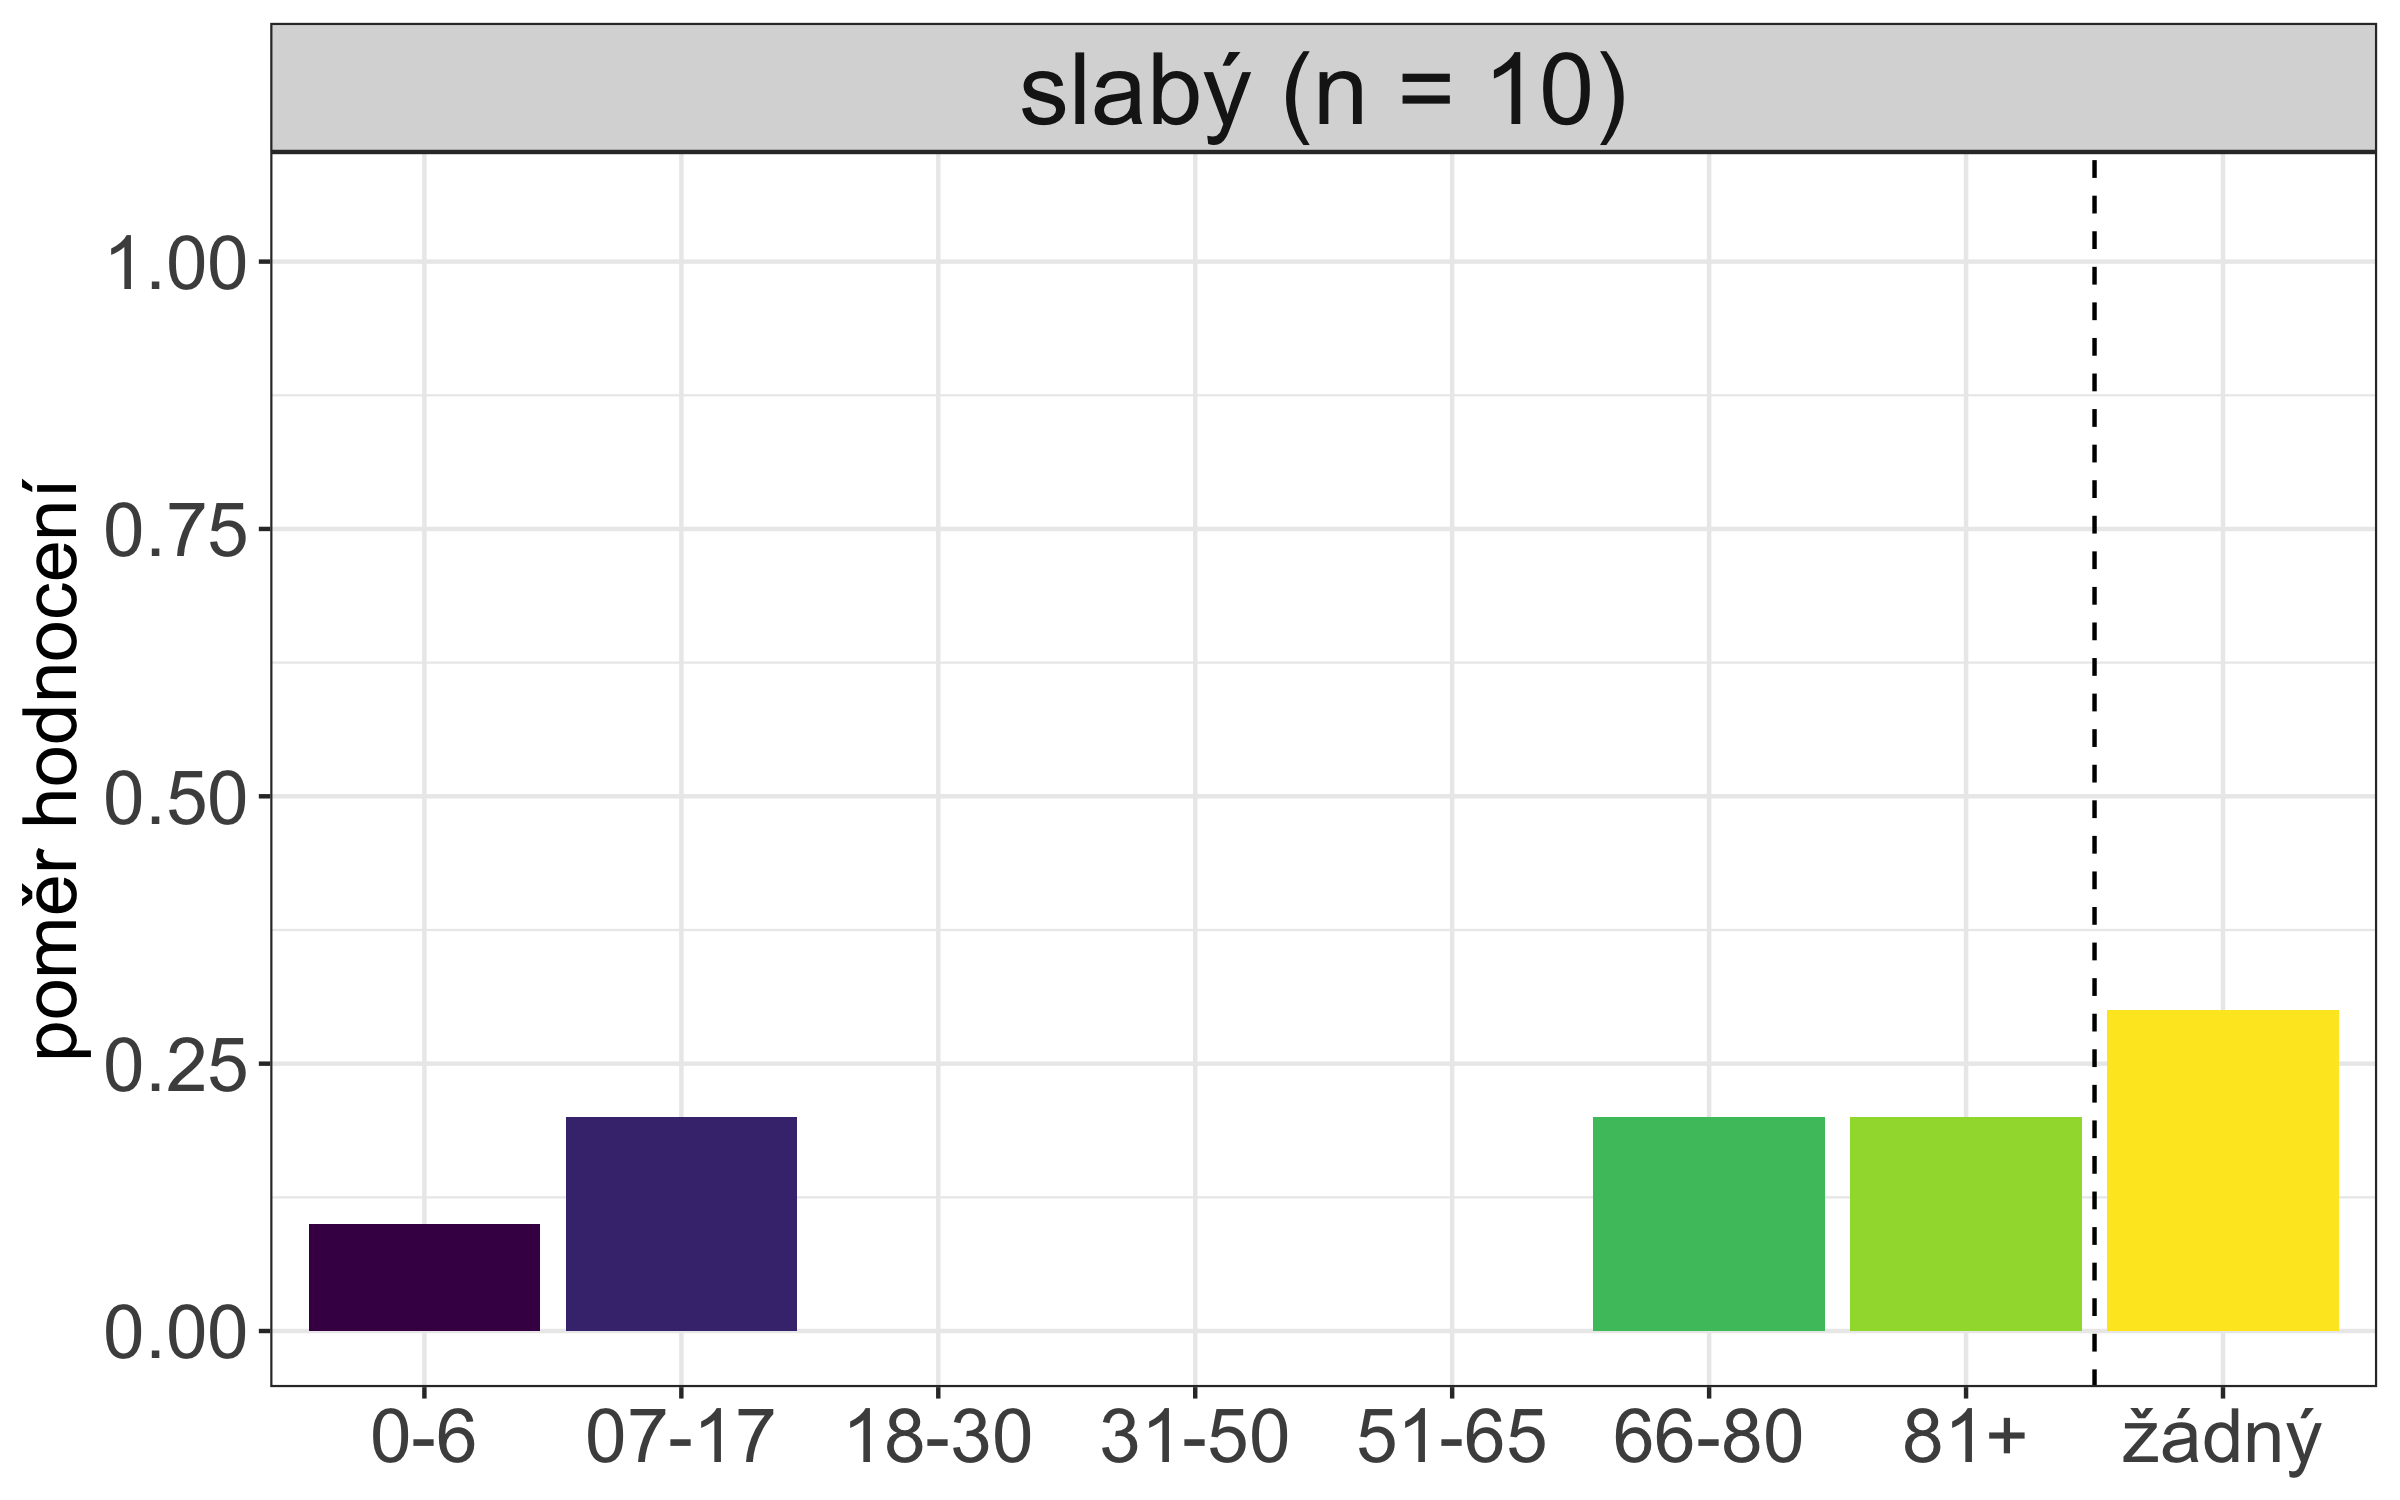 slabý (n = 10)
poměr hodnocení
1.00
0.75
0.50
0.25
0.00
0-6 07-17 18-30 31-50 51-65 66-80 81+ žádný